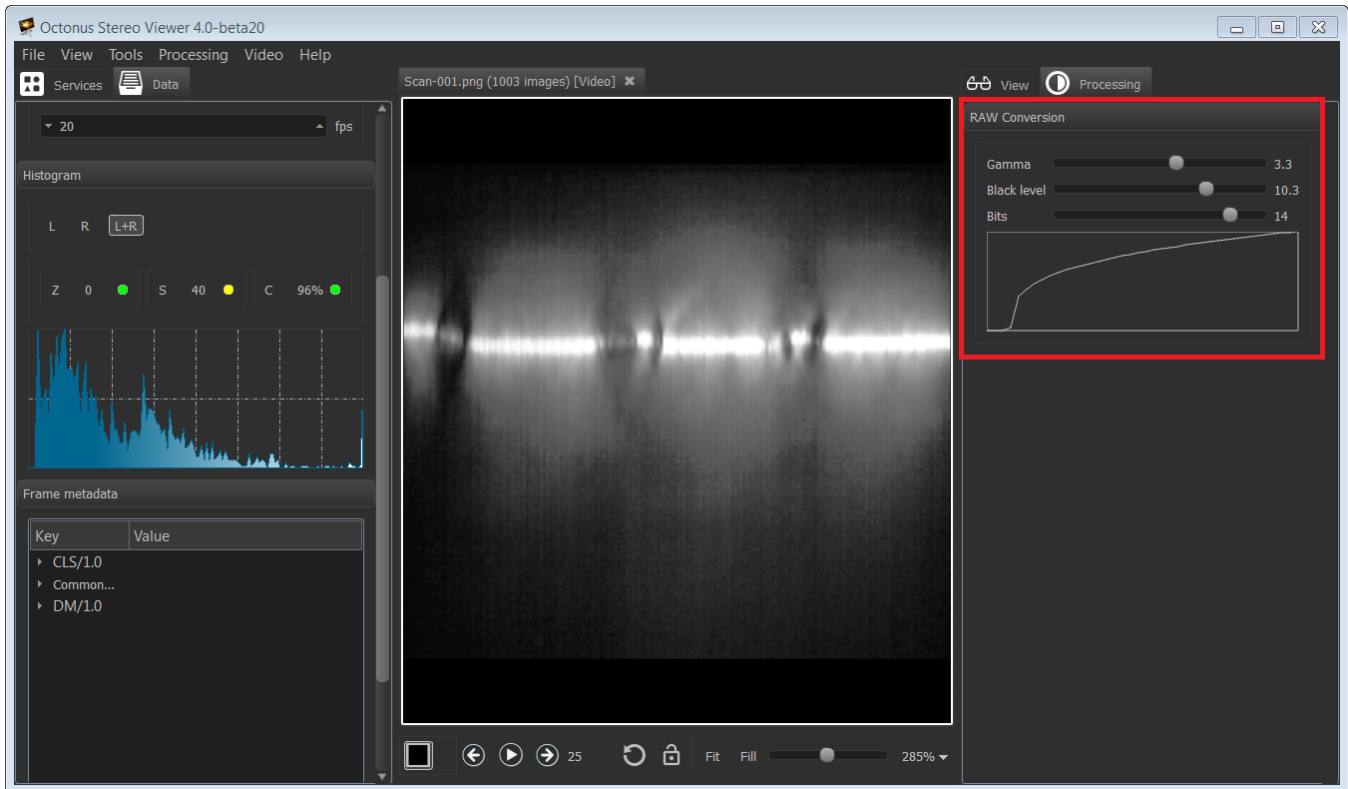 Octonus Stereo Viewer 4.0-beta20
File View Tools Processing Video Help
Services Data
20 fps
Histogram
L R L+R
Z 0 S 40 C 96%
Frame metadata
Key Value
CLS/1.0
Common...
DM/1.0
Scan-001.png (1003 images) [Video]
25 Fit Fill 285%
View Processing
RAW Conversion
Gamma 3.3
Black level 10.3
Bits 14